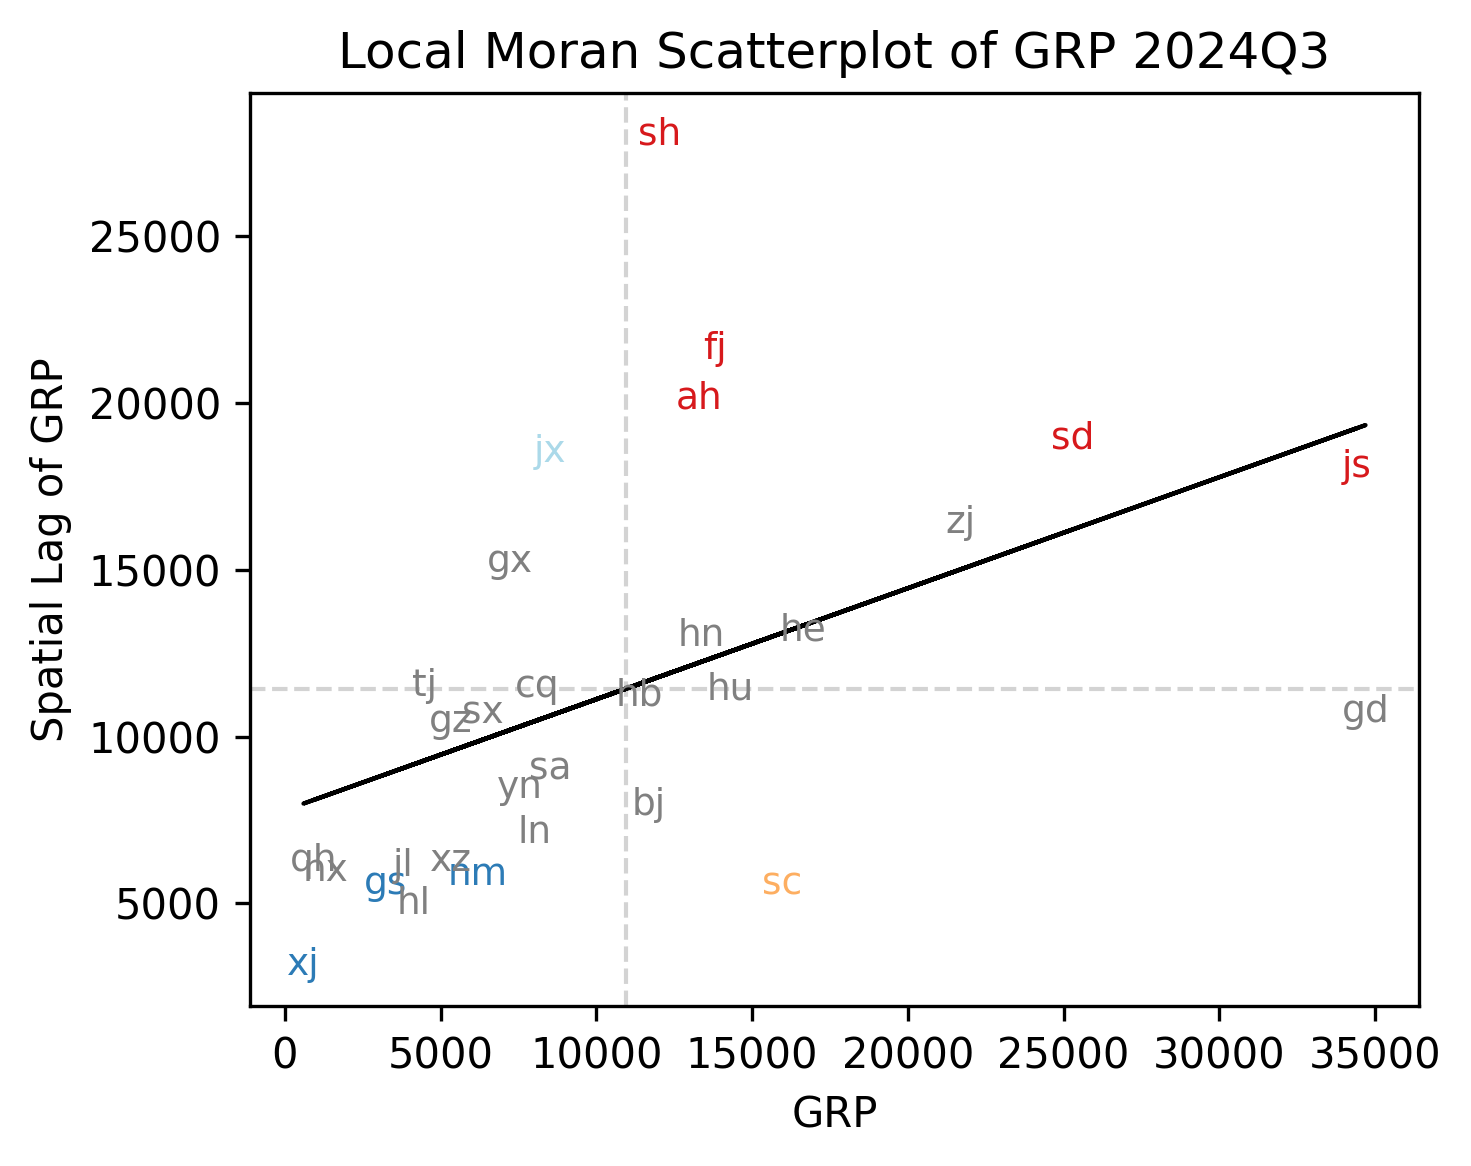 Local Moran Scatterplot of GRP 2024Q3
sh
25000
fj
20000
ah
sd
jx
js
zj
gx
15000
hn
he
tj
cq
hb
hu
sx
gd
gz
10000
sa
yn
bj
ln
qh
nx
jl
xz
gs
nm
sc
hl
5000
xj
Spatial Lag of GRP
0 5000 10000 15000 20000 25000 30000 35000
GRP